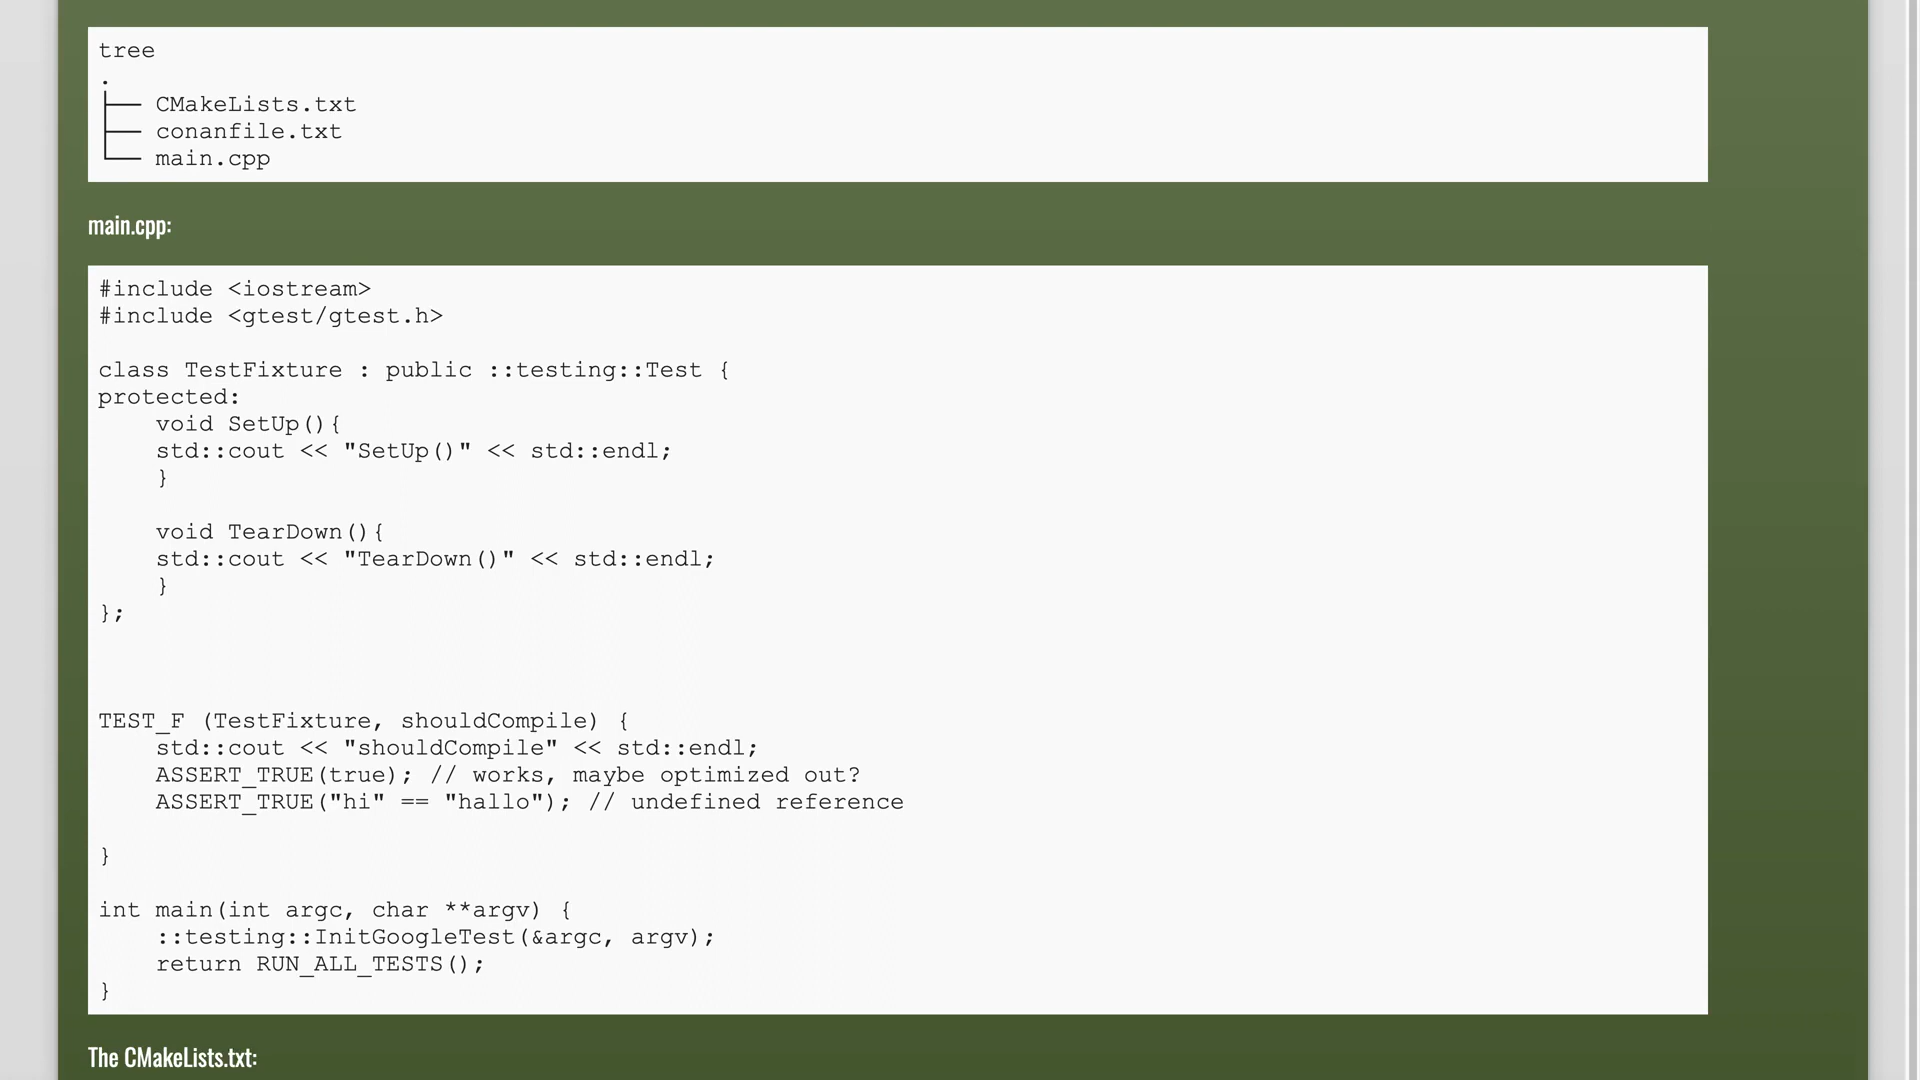 tree
.
├── CMakeLists.txt
├── conanfile.txt
└── main.cpp
main.cpp:
#include <iostream>
#include <gtest/gtest.h>
class TestFixture : public ::testing::Test {
protected:
    void SetUp(){
    std::cout << "SetUp()" << std::endl;
    }
    void TearDown(){
    std::cout << "TearDown()" << std::endl;
    }
};
TEST_F (TestFixture, shouldCompile) {
    std::cout << "shouldCompile" << std::endl;
    ASSERT_TRUE(true); // works, maybe optimized out?
    ASSERT_TRUE("hi" == "hallo"); // undefined reference
}
int main(int argc, char **argv) {
    ::testing::InitGoogleTest(&argc, argv);
    return RUN_ALL_TESTS();
}
The CMakeLists.txt: